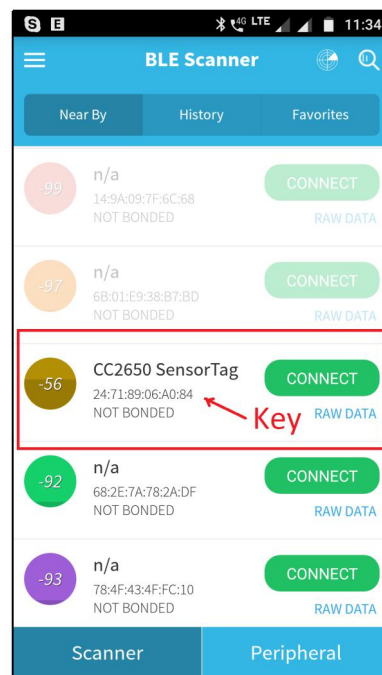 4G LTE 11:34
BLE Scanner
Near By History Favorites
-99 n/a CONNECT
14:9A:09:7F:6C:68
NOT BONDED RAW DATA
-97 n/a CONNECT
6B:01:E9:38:B7:BD
NOT BONDED RAW DATA
-56 CC2650 SensorTag CONNECT
24:71:89:06:A0:84
NOT BONDED RAW DATA
Key
-92 n/a CONNECT
68:2E:7A:78:2A:DF
NOT BONDED RAW DATA
-93 n/a CONNECT
78:4F:43:4F:FC:10
NOT BONDED RAW DATA
Scanner Peripheral